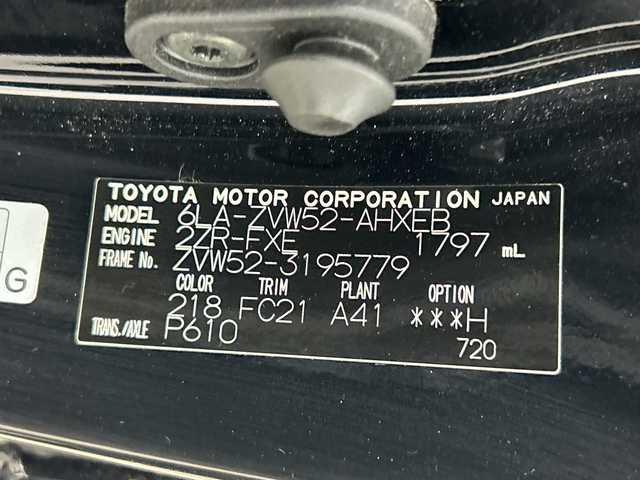 TOYOTA MOTOR CORPORATION JAPAN
MODEL 6LA-ZVW52-AHXEB
ENGINE 2ZR-FXE 1797 mL
FRAME No. ZVW52-3195779
COLOR TRIM PLANT OPTION
218 FC21 A41 ***H
TRANS./AXLE P610 720
G